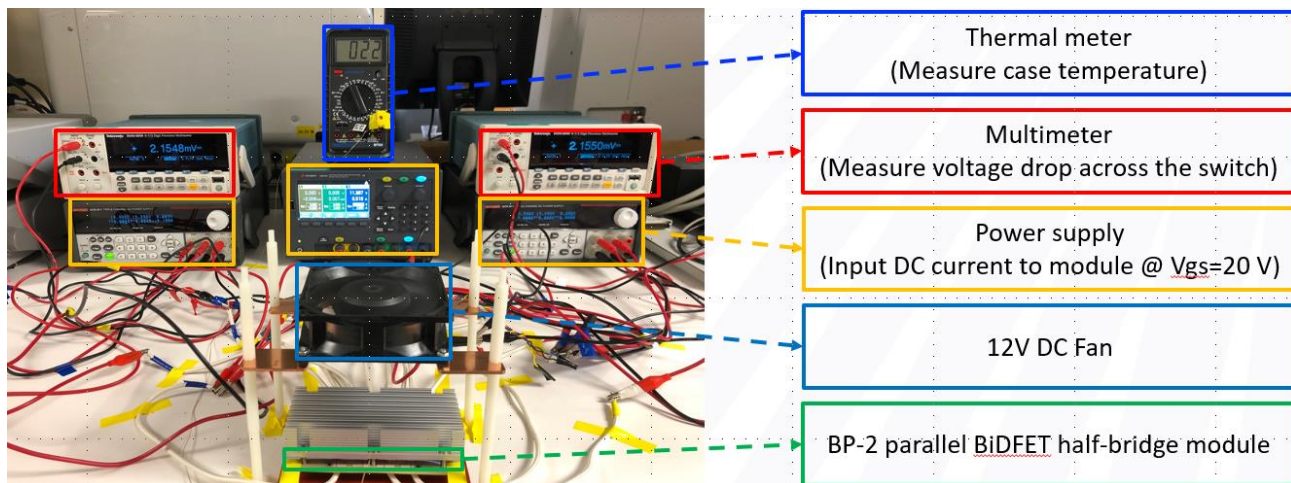 022
Thermal meter
(Measure case temperature)
Tektronix
2.1548mV
2.1550mV
Multimeter
(Measure voltage drop across the switch)
Power supply
(Input DC current to module @ Vgs=20 V)
12V DC Fan
BP-2 parallel BiDFET half-bridge module